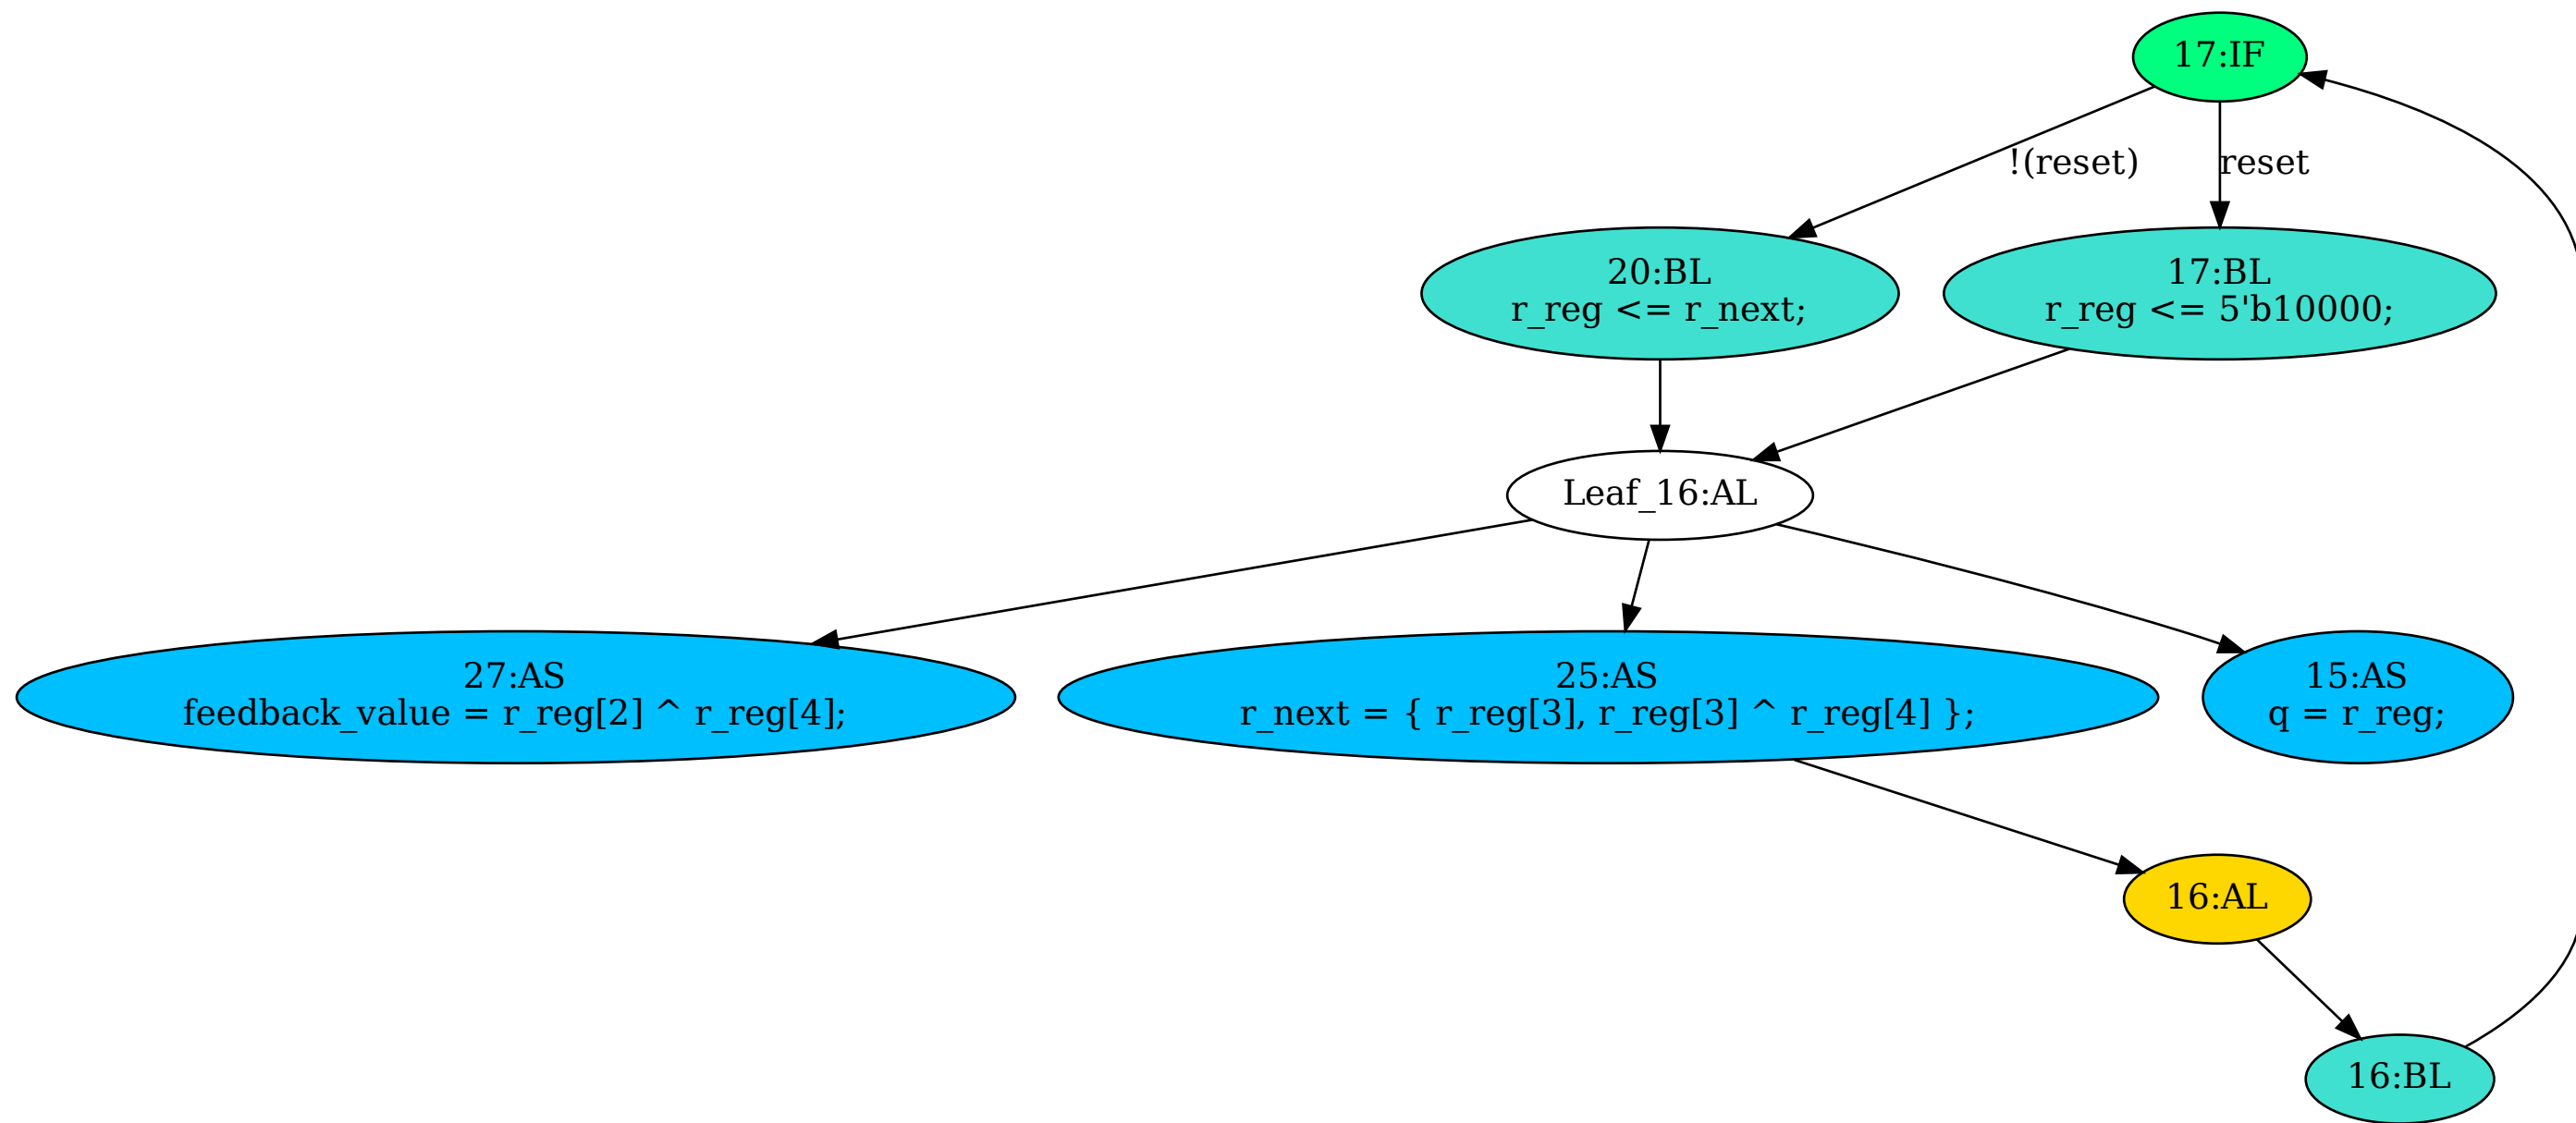 17:IF
!(reset)
reset
20:BL
r_reg <= r_next;
17:BL
r_reg <= 5'b10000;
Leaf_16:AL
27:AS
feedback_value = r_reg[2] ^ r_reg[4];
25:AS
r_next = { r_reg[3], r_reg[3] ^ r_reg[4] };
15:AS
q = r_reg;
16:AL
16:BL